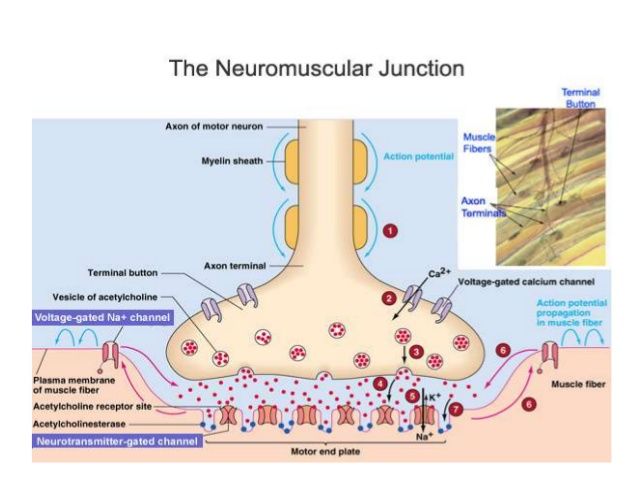 The Neuromuscular Junction
Terminal
Button
Axon of motor neuron
Muscle
Fibers
Myelin sheath
Action potential
Axon
Terminals
1
Axon terminal
Terminal button
Ca2+
Voltage-gated calcium channel
2
Vesicle of acetylcholine
Action potential
propagation
in muscle fiber
Voltage-gated Na+ channel
3
6
4
Plasma membrane
of muscle fiber
Muscle fiber
5
K+
Acetylcholine receptor site
7
6
Acetylcholinesterase
Na+
Neurotransmitter-gated channel
Motor end plate